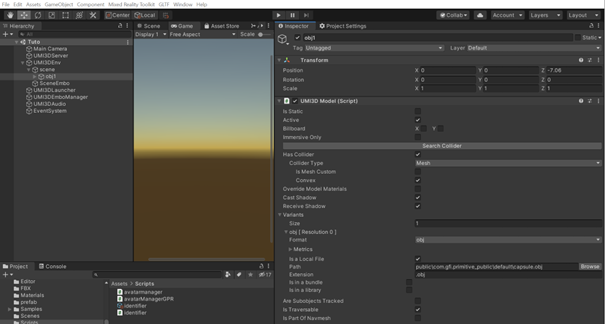 File Edit Assets GameObject Component Mixed Reality Toolkit GLTF Window Help
Center Local Collab Account Layers Layout
Hierarchy Scene Game Asset Store Inspector Project Settings
All Display 1 Free Aspect Scale obj1 Static
Tuto Tag Untagged Layer Default
Main Camera
UMI3DServer Transform
UMI3DEnv Position X 0 Y 0 Z -7.06
scene Rotation X 0 Y 0 Z 0
obj1 Scale X 1 Y 1 Z 1
SceneEmbo
UMI3DLauncher UMI3D Model (Script)
UMI3DEmboManager Is Static
UMI3DAudio Active
EventSystem Billboard X Y
Immersive Only
Search Collider
Has Collider
Collider Type Mesh
Is Mesh Custom
Convex
Override Model Materials
Cast Shadow
Receive Shadow
Variants
Size 1
obj [ Resolution 0 ]
Format obj
Metrics
Is a Local File
Project Console Path public\com.gfi.primitive_public\default\capsule.obj Browse
17 Extension .obj
Editor Assets > Scripts Is in a bundle
FBX avatarmanager Is in a library
Materials avatarManagerGPR
prefab identifier Are Subobjects Tracked
Samples identifier Is Traversable
Scenes Is Part Of Navmesh
Scripts